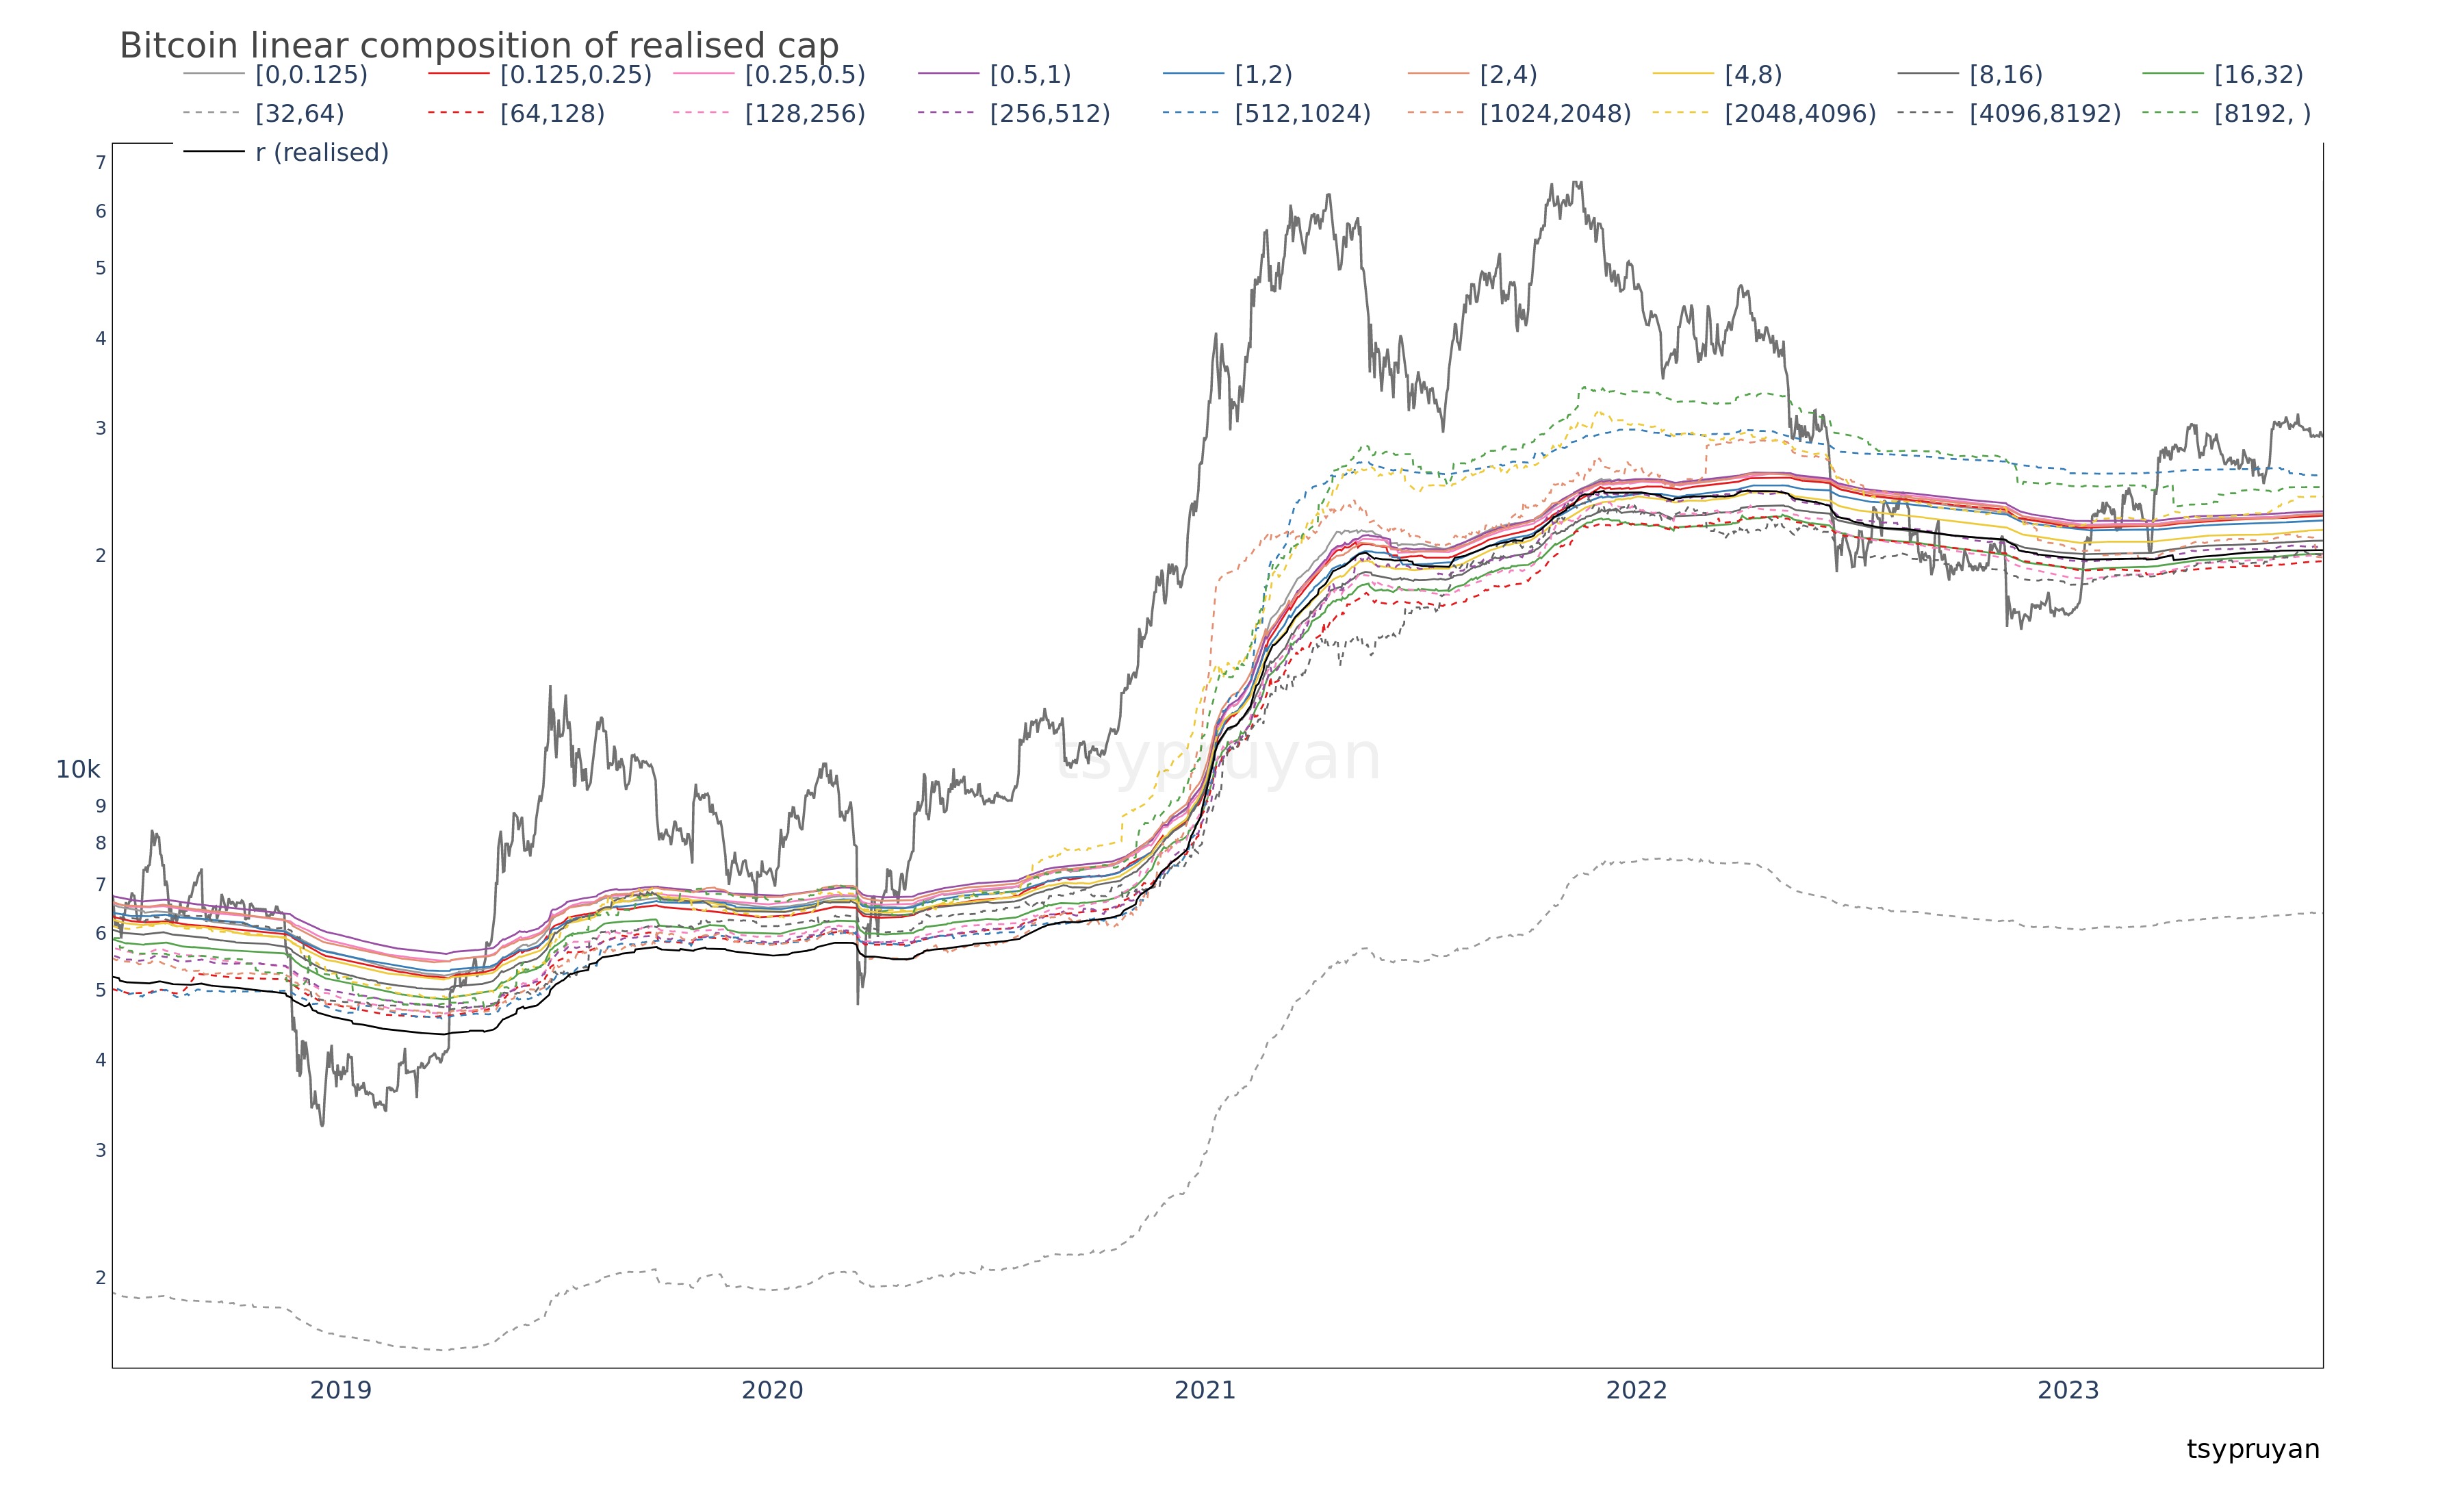 Bitcoin linear composition of realised cap
[0,0.125) [0.125,0.25) [0.25,0.5) [0.5,1) [1,2) [2,4) [4,8) [8,16) [16,32)
[32,64) [64,128) [128,256) [256,512) [512,1024) [1024,2048) [2048,4096) [4096,8192) [8192, )
r (realised)
7
6
5
4
3
2
tsypruyan
10k
9
8
7
6
5
4
3
2
2019 2020 2021 2022 2023
tsypruyan